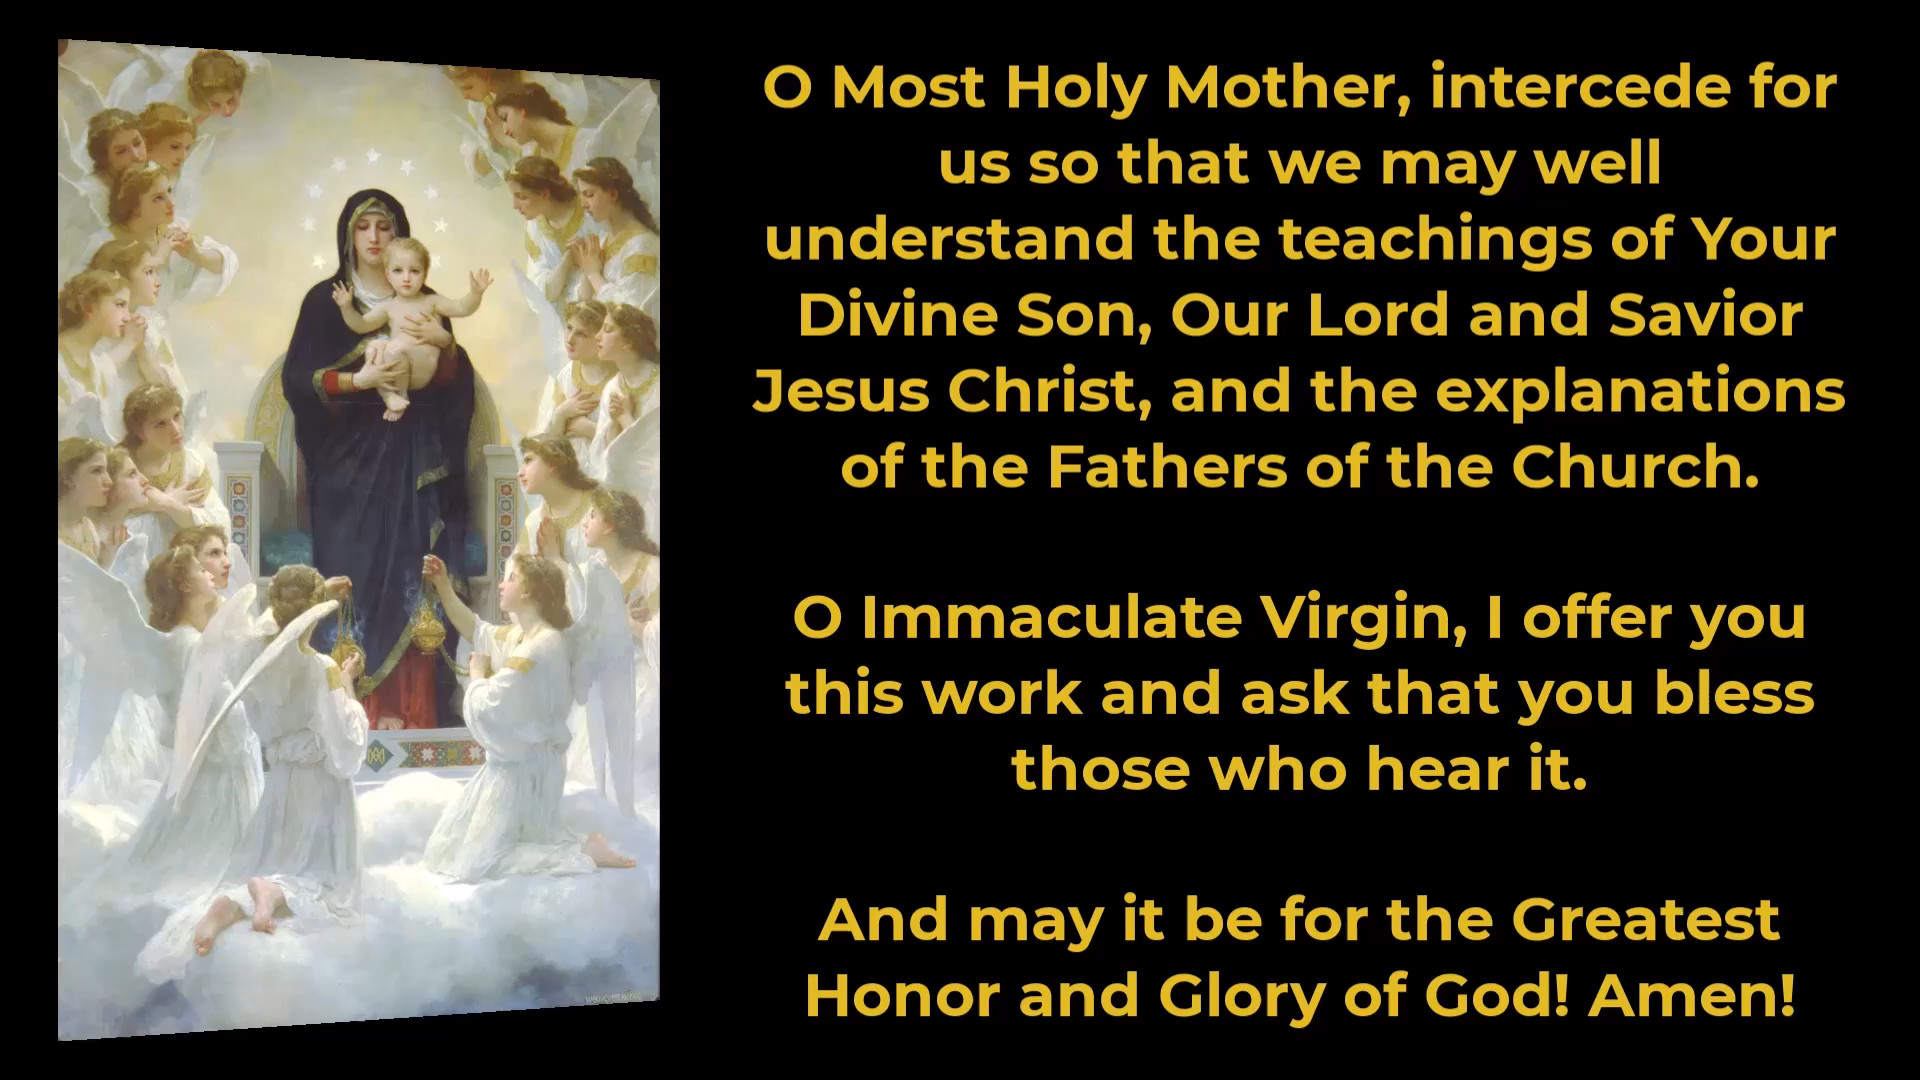 O Most Holy Mother, intercede for
us so that we may well
understand the teachings of Your
Divine Son, Our Lord and Savior
Jesus Christ, and the explanations
of the Fathers of the Church.
O Immaculate Virgin, I offer you
this work and ask that you bless
those who hear it.
And may it be for the Greatest
Honor and Glory of God! Amen!